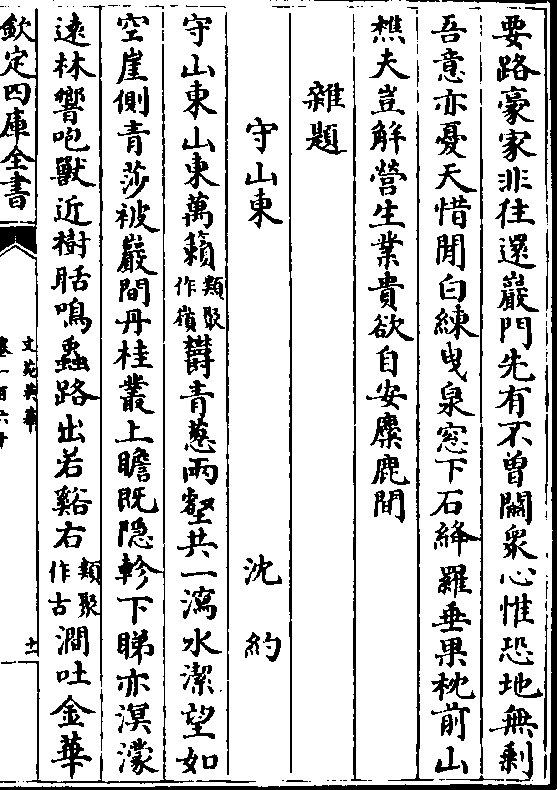 要路豪家非往還巖門先有不曾關衆心惟恐地無剩
吾意亦憂天惜閒白練曳泉窓下石絳羅垂果枕前山
樵夫豈解營生業貴欲自安麋鹿間
雜題
守山東
沈約
守山東山東萬籟類聚作嶺鬱青葱兩壑共一瀉水潔望如
空崖側青莎被巖間丹桂叢上瞻既隠軫下睇亦溟濛
遠林響咆獸近樹聒鳴蟲路出若谿右類聚作古澗吐金華
欽定四庫全書
文苑英華
卷一百六十
十一